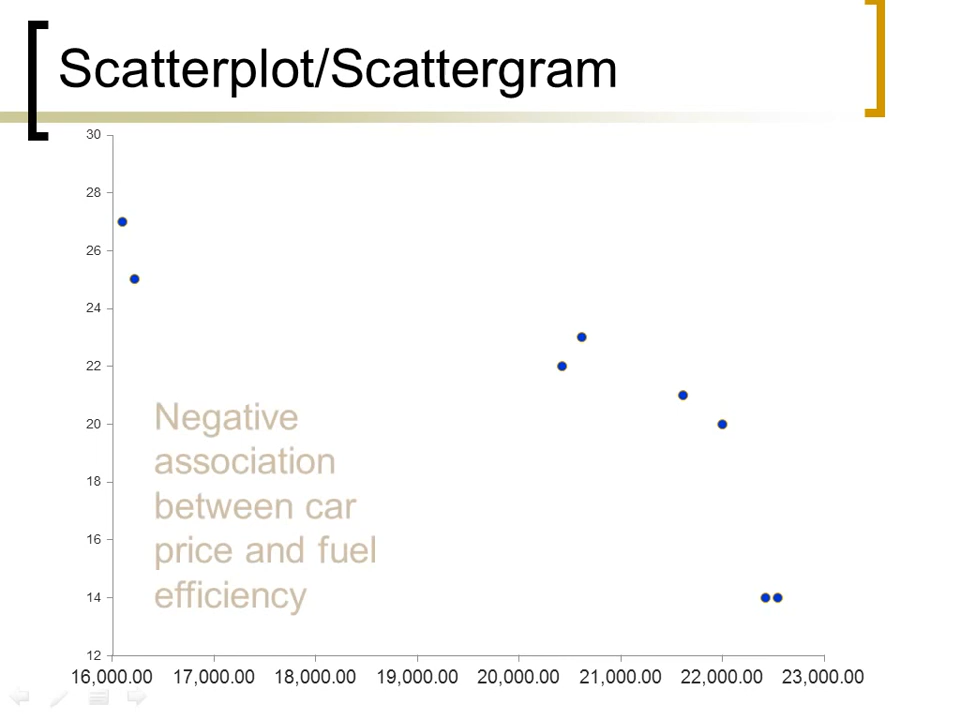 Scatterplot/Scattergram
30
28
26
24
22
20
18
16
14
12
Negative
association
between car
price and fuel
efficiency
16,000.00 17,000.00 18,000.00 19,000.00 20,000.00 21,000.00 22,000.00 23,000.00